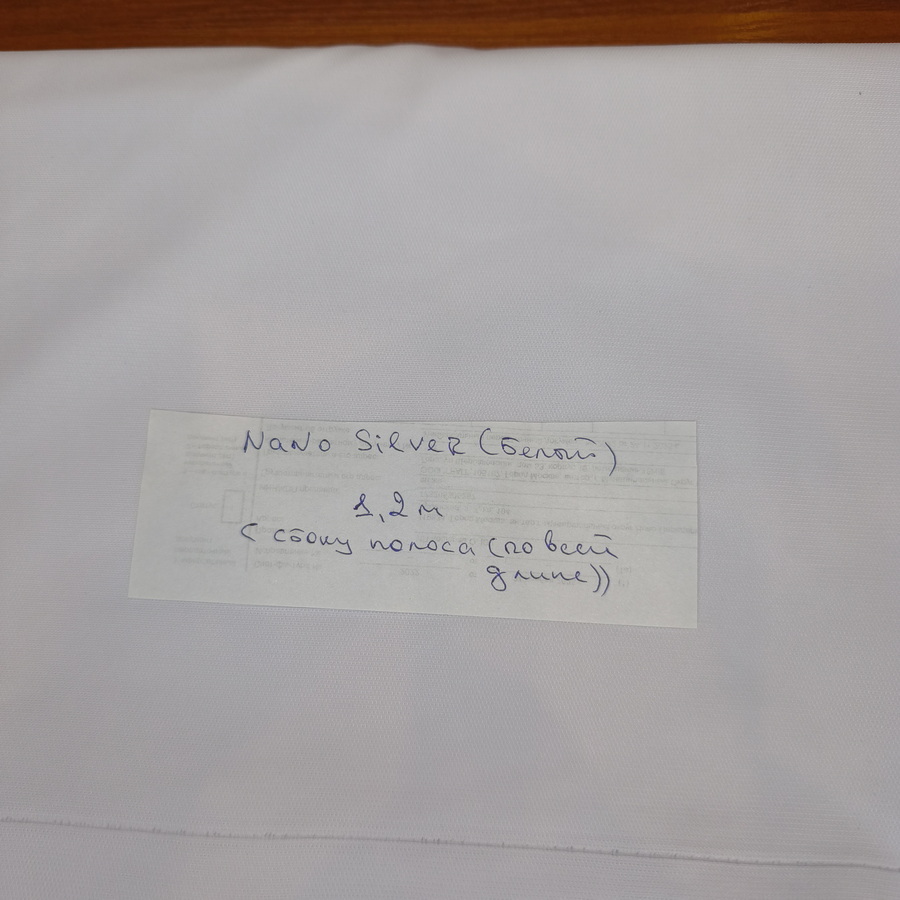 NaNo Silver (белый)
1,2 м
( сбоку полоса (по всей
длине))